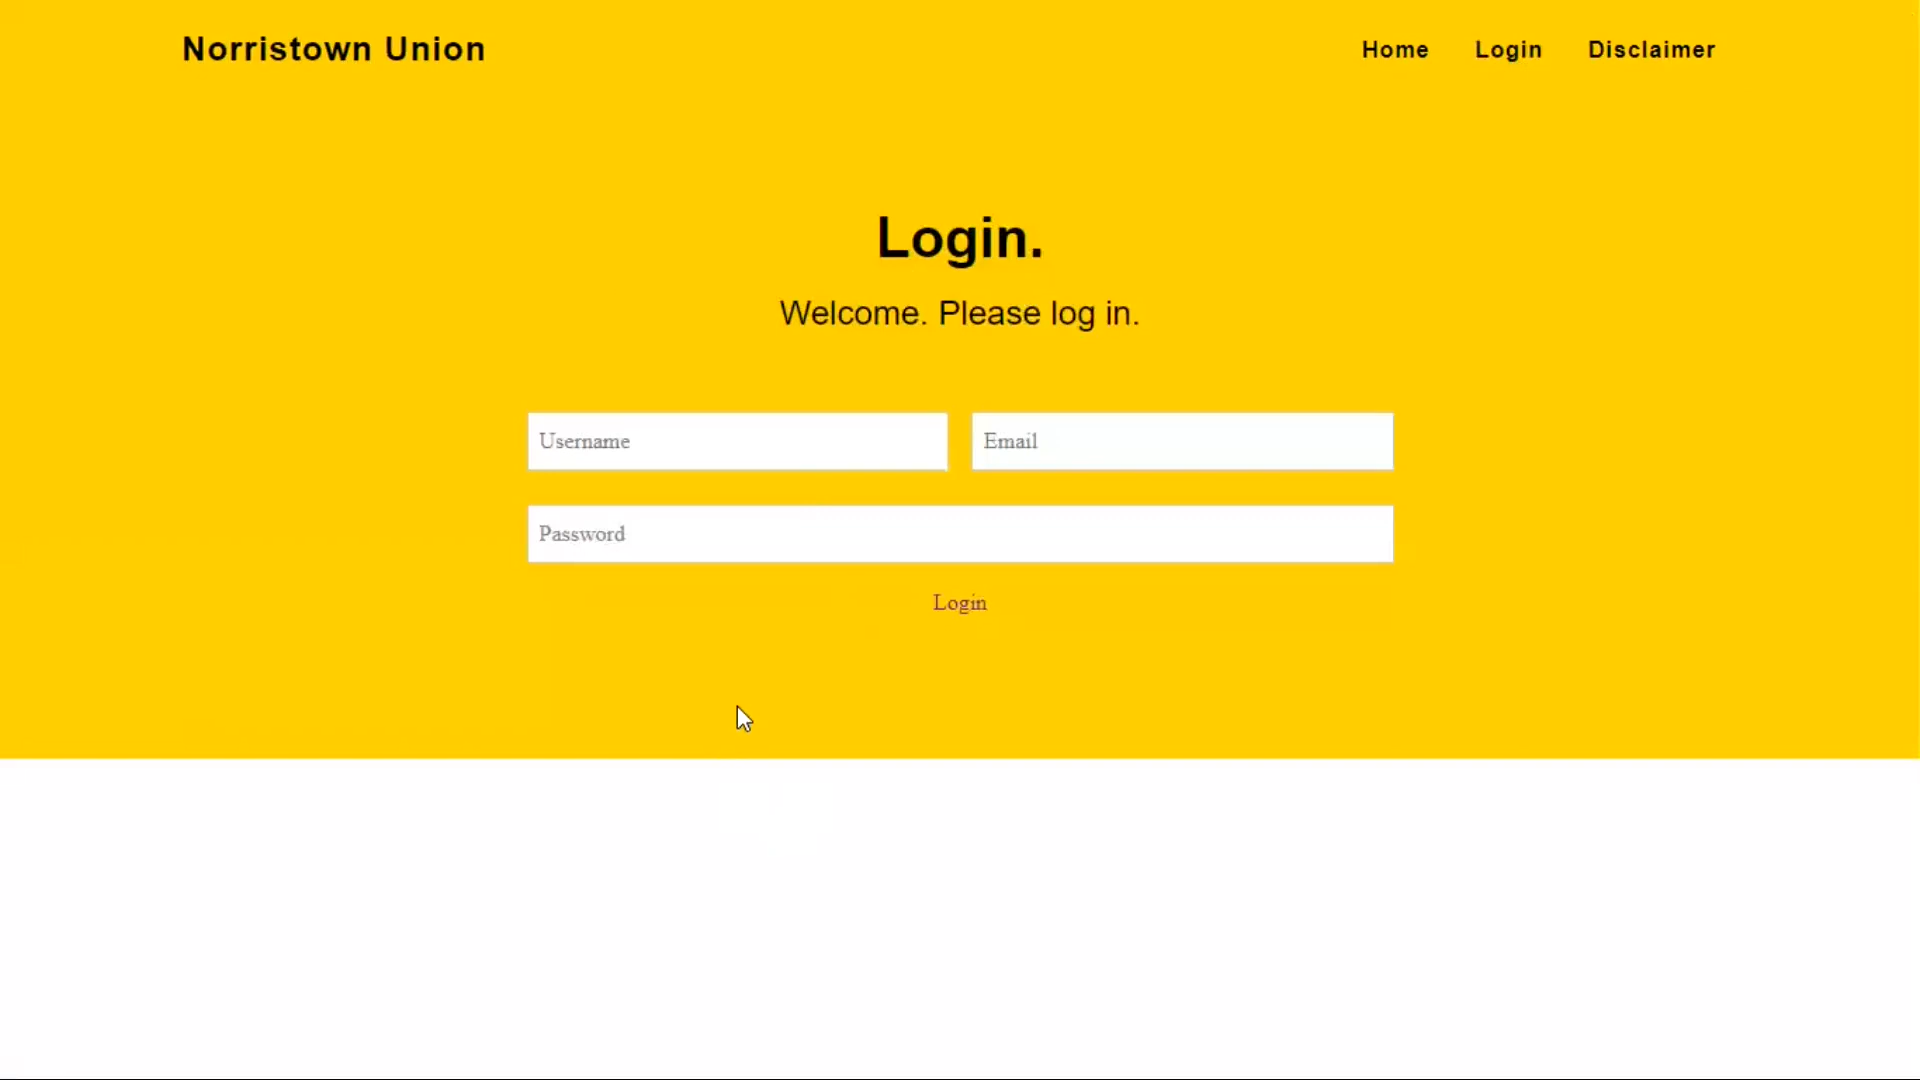 Norristown Union
Home Login Disclaimer
Login.
Welcome. Please log in.
Username Email
Password
Login